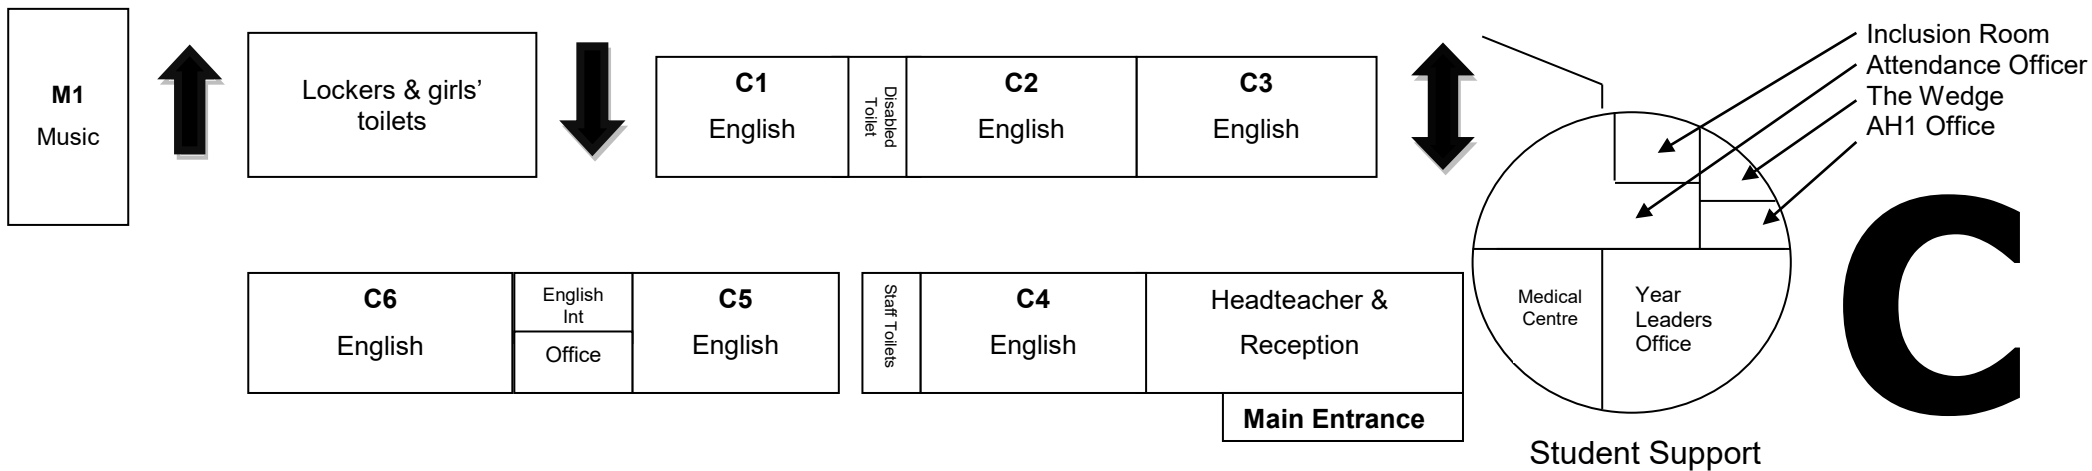 M1
Music
Lockers & girls’
toilets
C1
English
Disabled
Toilet
C2
English
C3
English
Inclusion Room
Attendance Officer
The Wedge
AH1 Office
C6
English
English
Int
Office
C5
English
Staff Toilets
C4
English
Headteacher &
Reception
Main Entrance
Medical
Centre
Year
Leaders
Office
Student Support
C